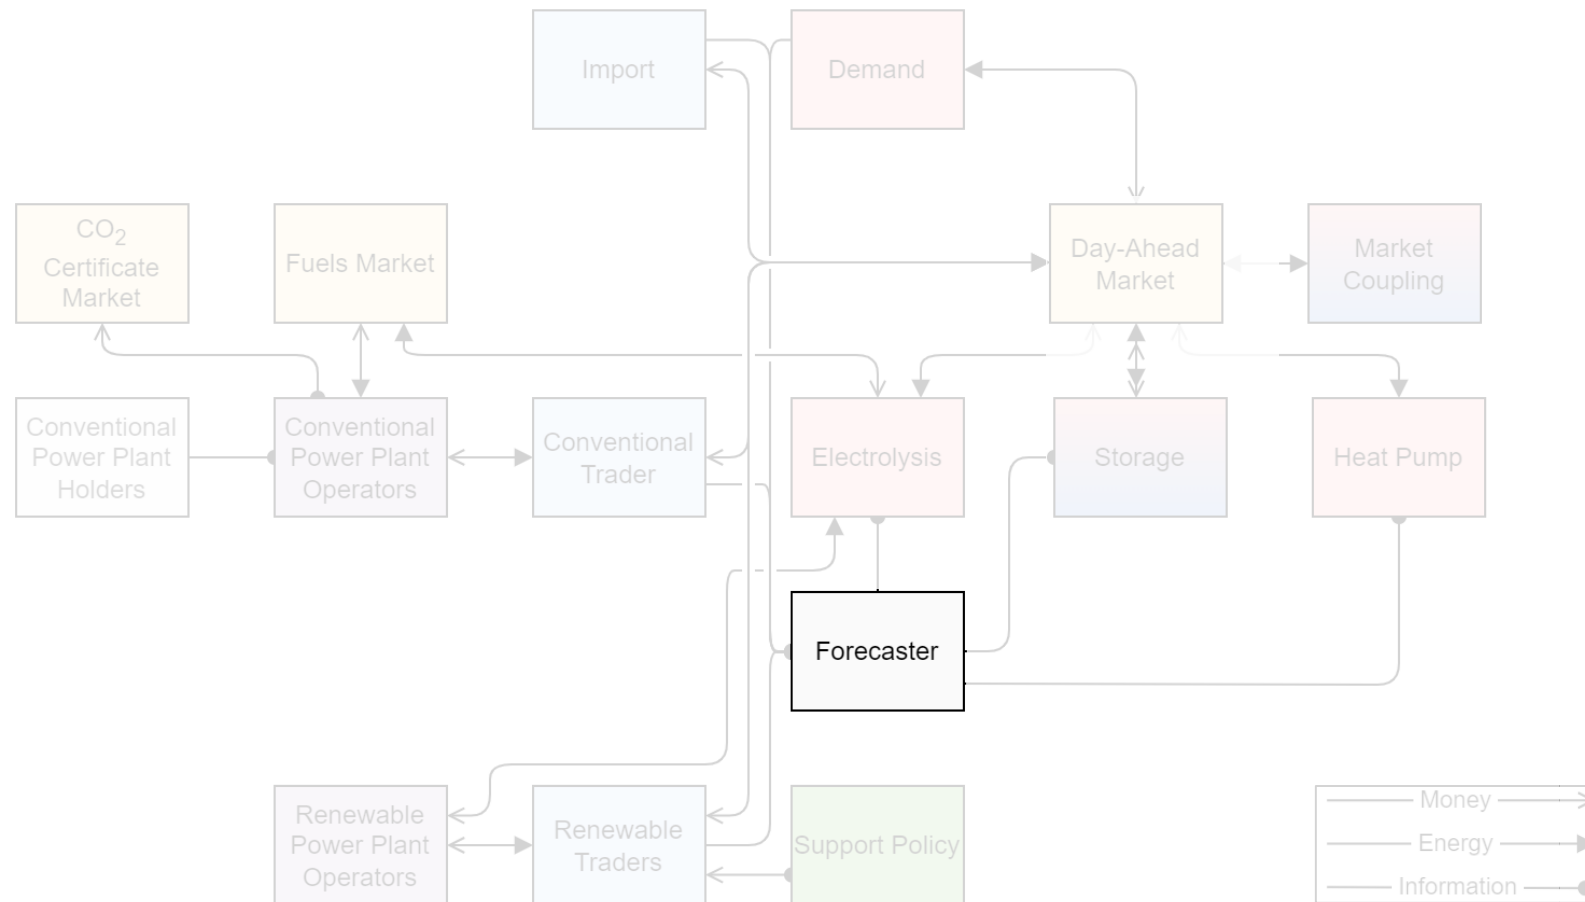 Import
Demand
CO2
Certificate
Market
Fuels Market
Day-Ahead
Market
Market
Coupling
Conventional
Power Plant
Holders
Conventional
Power Plant
Operators
Conventional
Trader
Electrolysis
Storage
Heat Pump
Forecaster
Renewable
Power Plant
Operators
Renewable
Traders
Support Policy
Money
Energy
Information